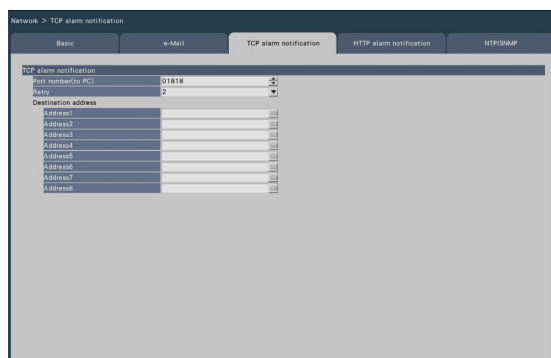 Network > TCP alarm notification
Basic e-Mail TCP alarm notification HTTP alarm notification NTP/SNMP
TCP alarm notification
Port number(to PC) 01818
Retry 2
Destination address
Address1
Address2
Address3
Address4
Address5
Address6
Address7
Address8